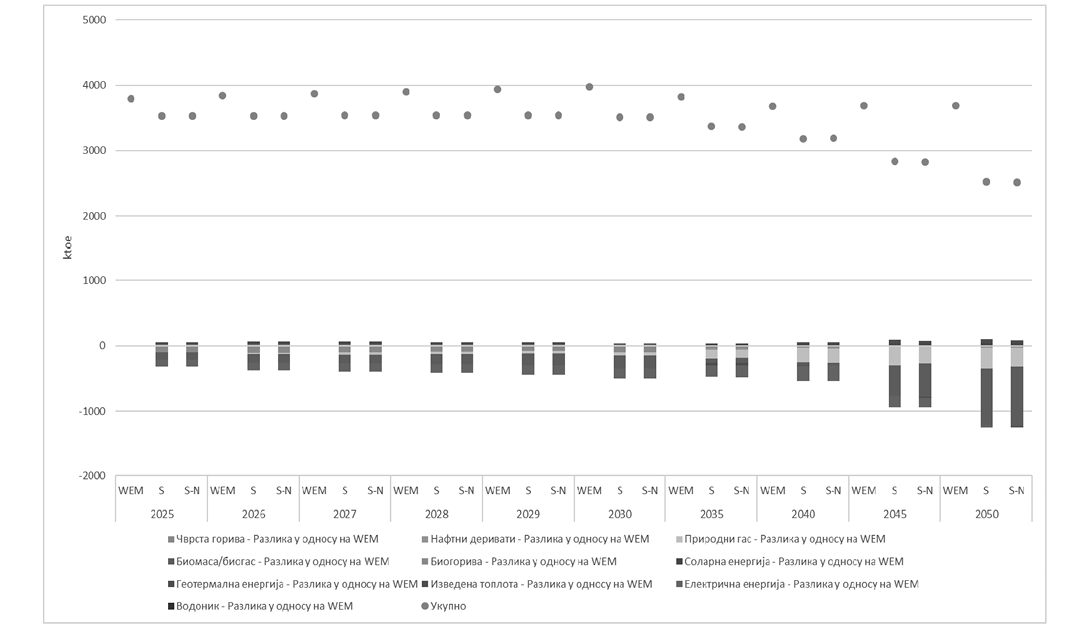 5000
4000
3000
2000
1000
0
-1000
-2000
ktoe
WEM S S-N WEM S S-N WEM S S-N WEM S S-N WEM S S-N WEM S S-N WEM S S-N WEM S S-N WEM S S-N WEM S S-N
2025 2026 2027 2028 2029 2030 2035 2040 2045 2050
Чврста горива - Разлика у односу на WEM Нафтни деривати - Разлика у односу на WEM Природни гас - Разлика у односу на WEM
Биомаса/биогас - Разлика у односу на WEM Биогорива - Разлика у односу на WEM Соларна енергија - Разлика у односу на WEM
Геотермална енергија - Разлика у односу на WEM Изведена топлота - Разлика у односу на WEM Електрична енергија - Разлика у односу на WEM
Водоник - Разлика у односу на WEM Укупно